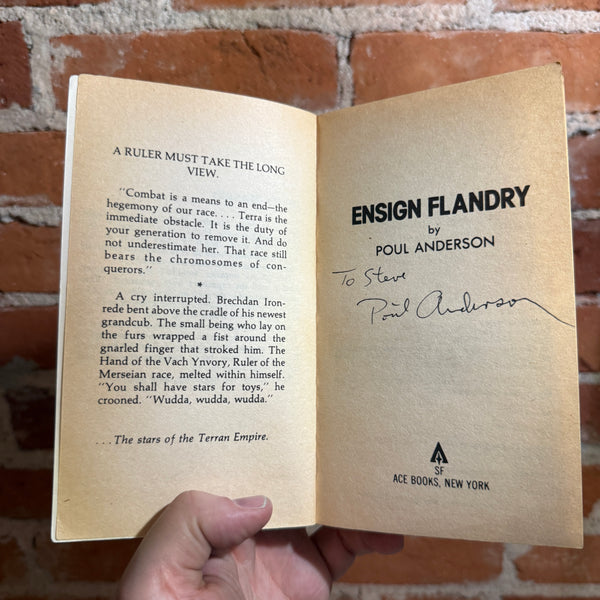 A RULER MUST TAKE THE LONG
VIEW.
"Combat is a means to an end—the
hegemony of our race. . . . Terra is the
immediate obstacle. It is the duty of
your generation to remove it. And do
not underestimate her. That race still
bears the chromosomes of con-
querors."
*
A cry interrupted. Brechdan Iron-
rede bent above the cradle of his newest
grandcub. The small being who lay on
the furs wrapped a fist around the
gnarled finger that stroked him. The
Hand of the Vach Ynvory, Ruler of the
Merseian race, melted within himself.
"You shall have stars for toys," he
crooned. "Wudda, wudda, wudda."
. . . The stars of the Terran Empire.
ENSIGN FLANDRY
by
POUL ANDERSON
To Steve
Poul Anderson
SF
ACE BOOKS, NEW YORK